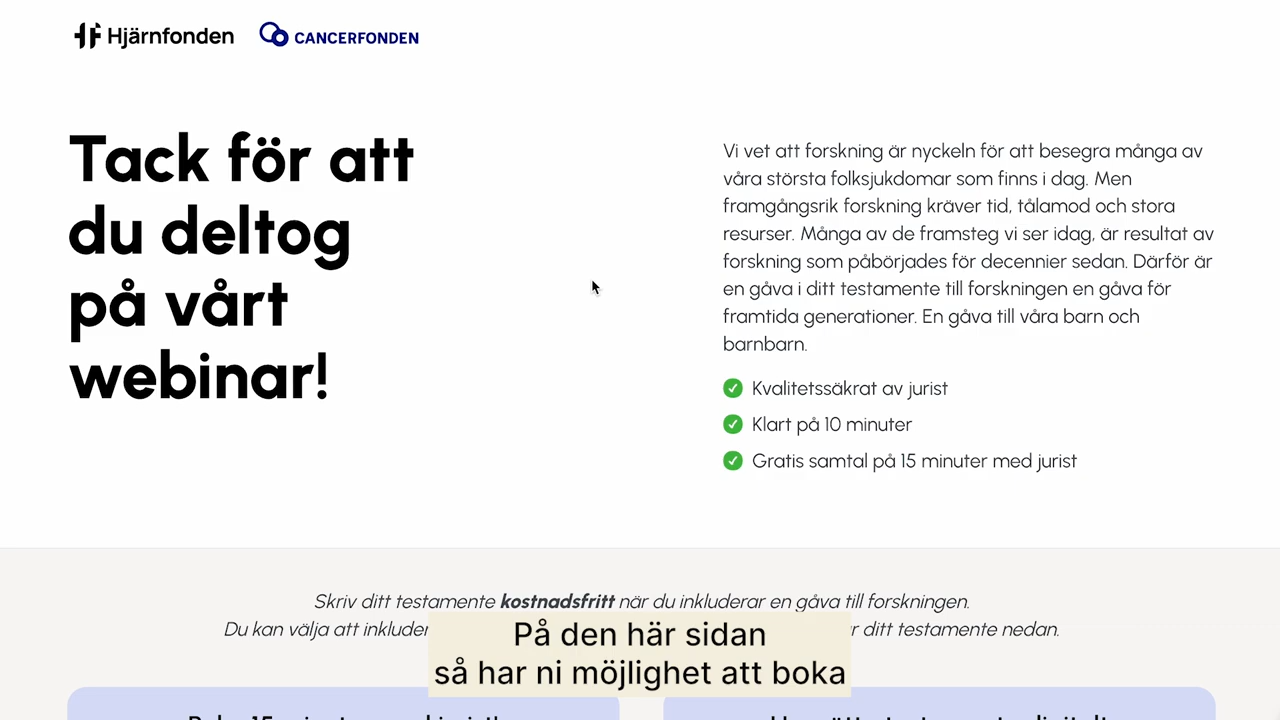 Hjärnfonden
CANCERFONDEN
Tack för att
du deltog
på vårt
webinar!
Vi vet att forskning är nyckeln för att besegra många av
våra största folksjukdomar som finns i dag. Men
framgångsrik forskning kräver tid, tålamod och stora
resurser. Många av de framsteg vi ser idag, är resultat av
forskning som påbörjades för decennier sedan. Därför är
en gåva i ditt testamente till forskningen en gåva för
framtida generationer. En gåva till våra barn och
barnbarn.
Kvalitetssäkrat av jurist
Klart på 10 minuter
Gratis samtal på 15 minuter med jurist
Skriv ditt testamente kostnadsfritt när du inkluderar en gåva till forskningen.
Du kan välja att ditt testamente nedan.
På den här sidan
så har ni möjlighet att boka